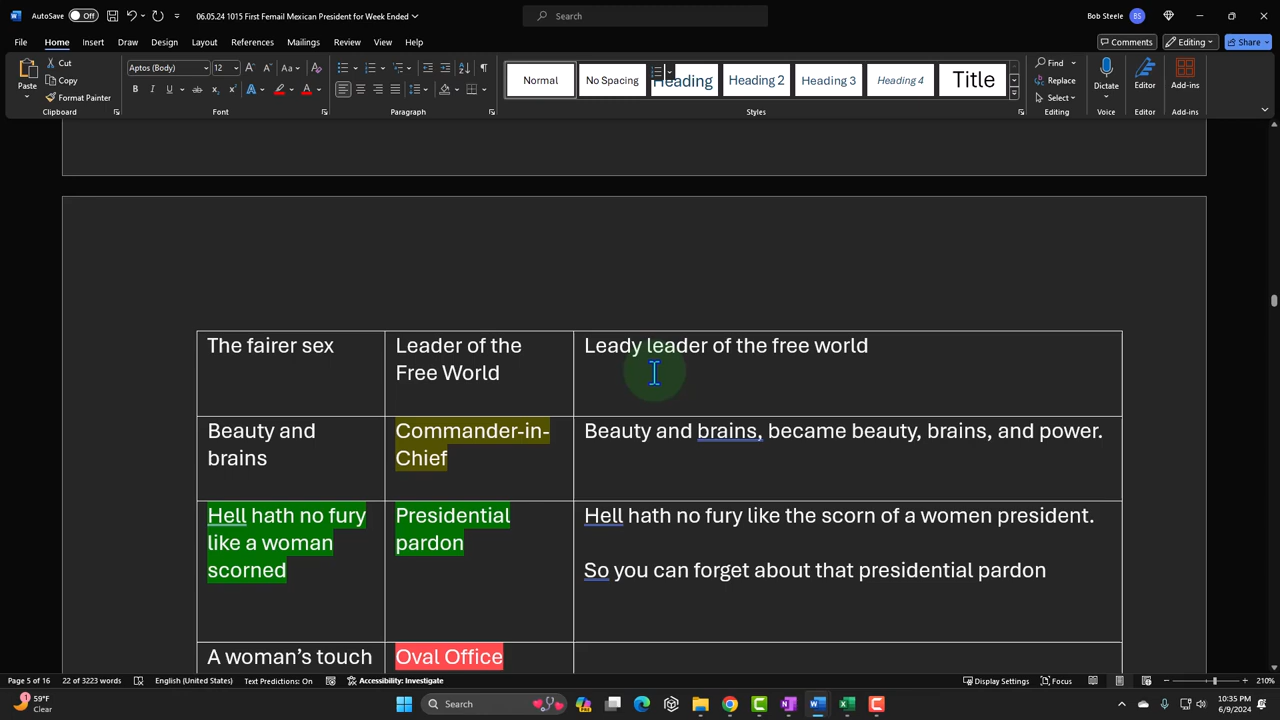 AutoSave Off 06.05.24 1015 First Femail Mexican President for Week Ended Search Bob Steele BS
File Home Insert Draw Design Layout References Mailings Review View Help Comments Editing Share
Paste Cut Copy Format Painter Clipboard
Aptos (Body) 12 Font
Paragraph
Normal No Spacing Heading Heading 2 Heading 3 Heading 4 Title Styles
Find Replace Select Editing
Dictate Voice
Editor Editor
Add-ins Add-ins
The fairer sex
Leader of the
Free World
Leady leader of the free world
Beauty and
brains
Commander-in-
Chief
Beauty and brains, became beauty, brains, and power.
Hell hath no fury
like a woman
scorned
Presidential
pardon
Hell hath no fury like the scorn of a women president.
So you can forget about that presidential pardon
A woman's touch
Oval Office
Page 5 of 16 22 of 3223 words English (United States) Text Predictions: On Accessibility: Investigate Display Settings Focus 210%
59°F
Clear
Search
10:35 PM
6/9/2024